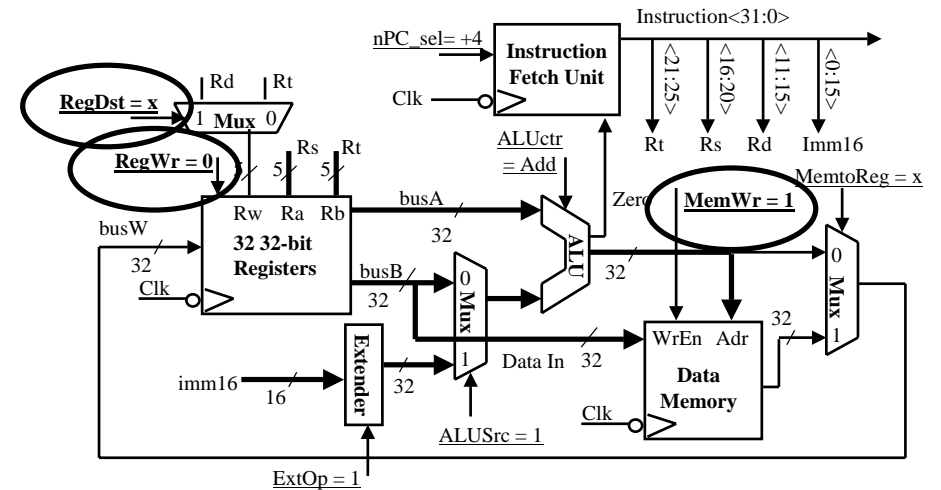 Instruction<31:0>
nPC_sel= +4
Instruction
Fetch Unit
Clk
<21:25>
<16:20>
<11:15>
<0:15>
Rt
Rs
Rd
Imm16
Rd
Rt
RegDst = x
1
Mux
0
RegWr = 0
5
5
5
Rs
Rt
ALUctr
= Add
Zero
MemWr = 1
MemtoReg = x
busW
32
Rw
Ra
Rb
32 32-bit
Registers
Clk
busA
32
busB
32
0
Mux
1
ALU
32
0
Mux
1
32
WrEn
Adr
Data
Memory
Clk
Data In
32
imm16
16
Extender
32
ALUSrc = 1
ExtOp = 1